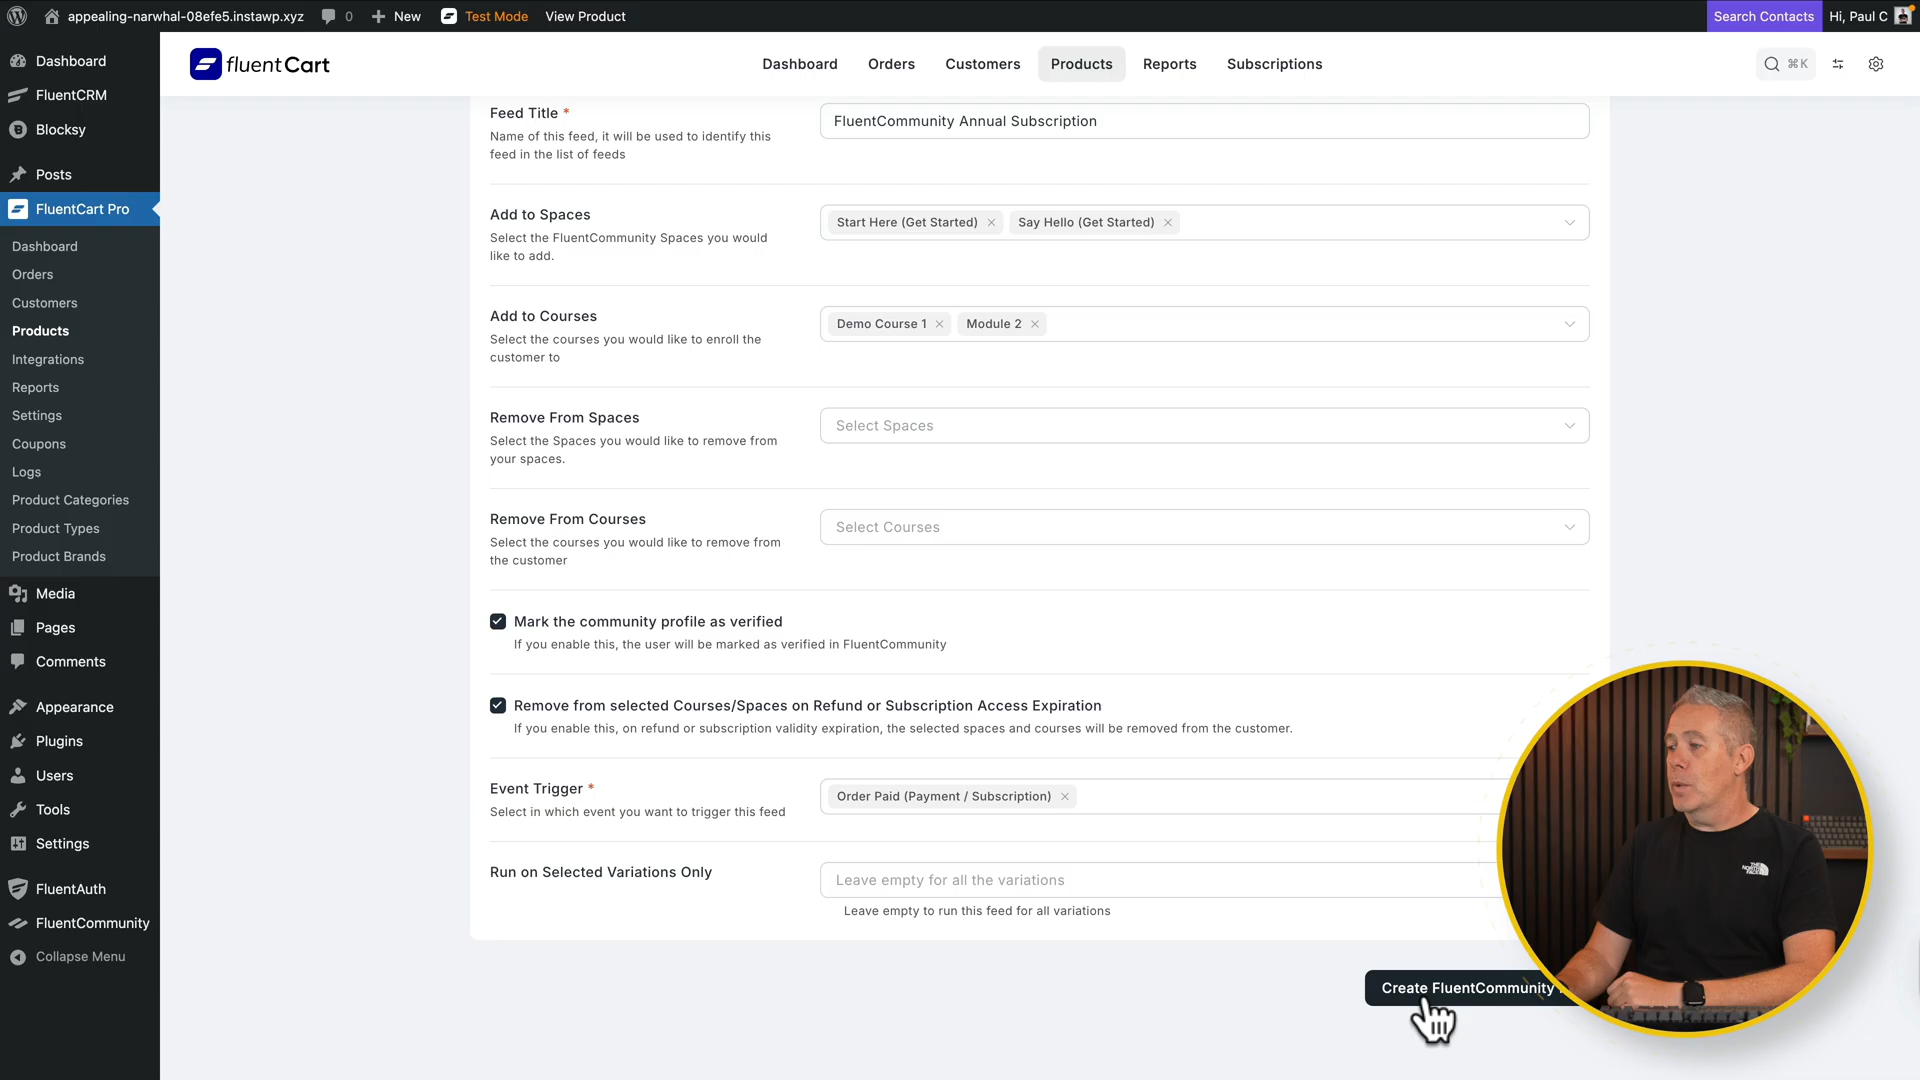 appealing-narwhal-08efe5.instawp.xyz
0
New
Test Mode
View Product
Search Contacts
Hi, Paul C
Dashboard
FluentCRM
Blocksy
Posts
FluentCart Pro
Dashboard
Orders
Customers
Products
Integrations
Reports
Settings
Coupons
Logs
Product Categories
Product Types
Product Brands
Media
Pages
Comments
Appearance
Plugins
Users
Tools
Settings
FluentAuth
FluentCommunity
Collapse Menu
fluentCart
Dashboard
Orders
Customers
Products
Reports
Subscriptions
⌘K
Feed Title *
Name of this feed, it will be used to identify this
feed in the list of feeds
FluentCommunity Annual Subscription
Add to Spaces
Select the FluentCommunity Spaces you would
like to add.
Start Here (Get Started) Say Hello (Get Started)
Add to Courses
Select the courses you would like to enroll the
customer to
Demo Course 1 Module 2
Remove From Spaces
Select the Spaces you would like to remove from
your spaces.
Select Spaces
Remove From Courses
Select the courses you would like to remove from
the customer
Select Courses
Mark the community profile as verified
If you enable this, the user will be marked as verified in FluentCommunity
Remove from selected Courses/Spaces on Refund or Subscription Access Expiration
If you enable this, on refund or subscription validity expiration, the selected spaces and courses will be removed from the customer.
Event Trigger *
Select in which event you want to trigger this feed
Order Paid (Payment / Subscription)
Run on Selected Variations Only
Leave empty for all the variations
Leave empty to run this feed for all variations
Create FluentCommunity
THE
NORTH
FACE